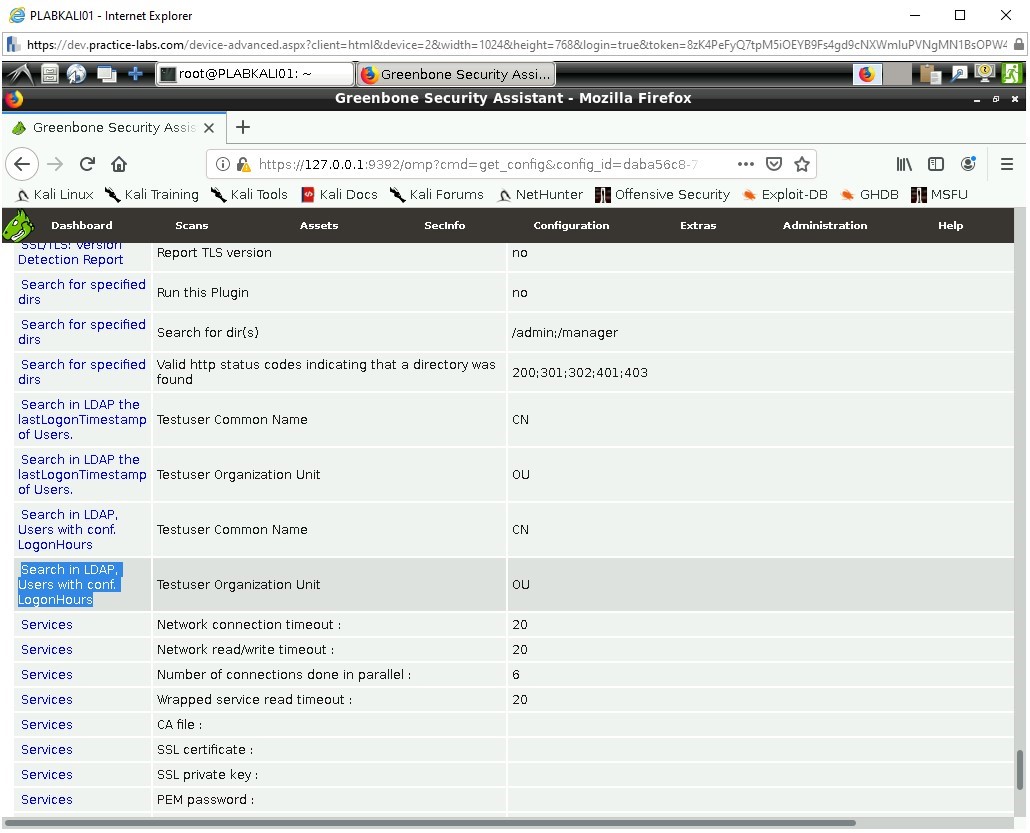 PLABKALI01 - Internet Explorer
https://dev.practice-labs.com/device-advanced.aspx?client=html&device=2&width=1024&height=768&login=true&token=8zK4PeFyQ7tpM5iOEYB9Fs4gd9cNXWmIuPVNgMN1BsOPW4
root@PLABKALI01: ~
Greenbone Security Assi...
Greenbone Security Assistant - Mozilla Firefox
Greenbone Security Assis
https://127.0.0.1:9392/omp?cmd=get_config&config_id=daba56c8-7
Kali Linux Kali Training Kali Tools Kali Docs Kali Forums NetHunter Offensive Security Exploit-DB GHDB MSFU
Dashboard Scans Assets SecInfo Configuration Extras Administration Help
SSL/TLS: Version
Detection Report
Report TLS version
no
Search for specified
dirs
Run this Plugin
no
Search for specified
dirs
Search for dir(s)
/admin;/manager
Search for specified
dirs
Valid http status codes indicating that a directory was
found
200;301;302;401;403
Search in LDAP the
lastLogonTimestamp
of Users.
Testuser Common Name
CN
Search in LDAP the
lastLogonTimestamp
of Users.
Testuser Organization Unit
OU
Search in LDAP,
Users with conf.
LogonHours
Testuser Common Name
CN
Search in LDAP,
Users with conf.
LogonHours
Testuser Organization Unit
OU
Services Network connection timeout : 20
Services Network read/write timeout : 20
Services Number of connections done in parallel : 6
Services Wrapped service read timeout : 20
Services CA file :
Services SSL certificate :
Services SSL private key :
Services PEM password :